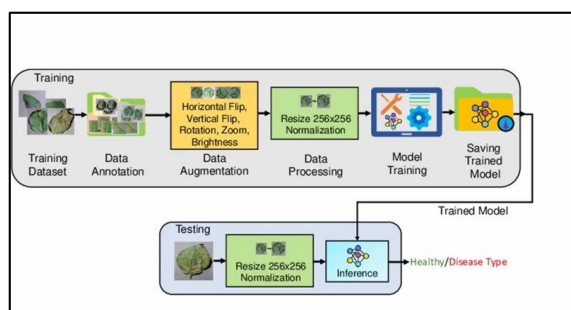 Training
Horizontal Flip,
Vertical Flip,
Rotation, Zoom,
Brightness
Resize 256x256
Normalization
Training
Dataset
Data
Annotation
Data
Augmentation
Data
Processing
Model
Training
Saving
Trained
Model
Trained Model
Testing
Resize 256x256
Normalization
Inference
Healthy/Disease Type